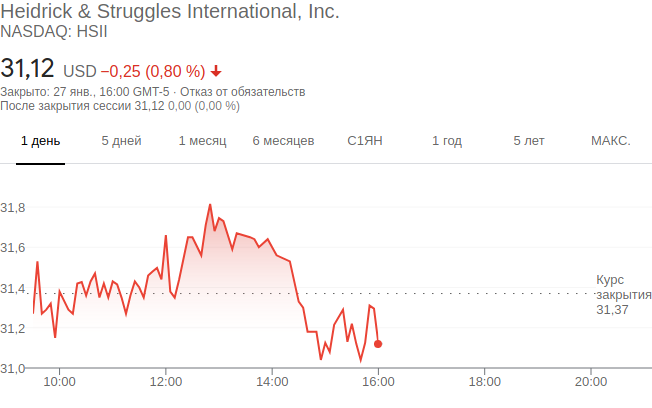 Heidrick & Struggles International, Inc.
NASDAQ: HSII
31,12 USD −0,25 (0,80 %)
Закрыто: 27 янв., 16:00 GMT-5 · Отказ от обязательств
После закрытия сессии 31,12 0,00 (0,00 %)
1 день 5 дней 1 месяц 6 месяцев С1ЯН 1 год 5 лет МАКС.
31,8
31,6
31,4
Курс
закрытия
31,37
31,2
31,0
10:00 12:00 14:00 16:00 18:00 20:00